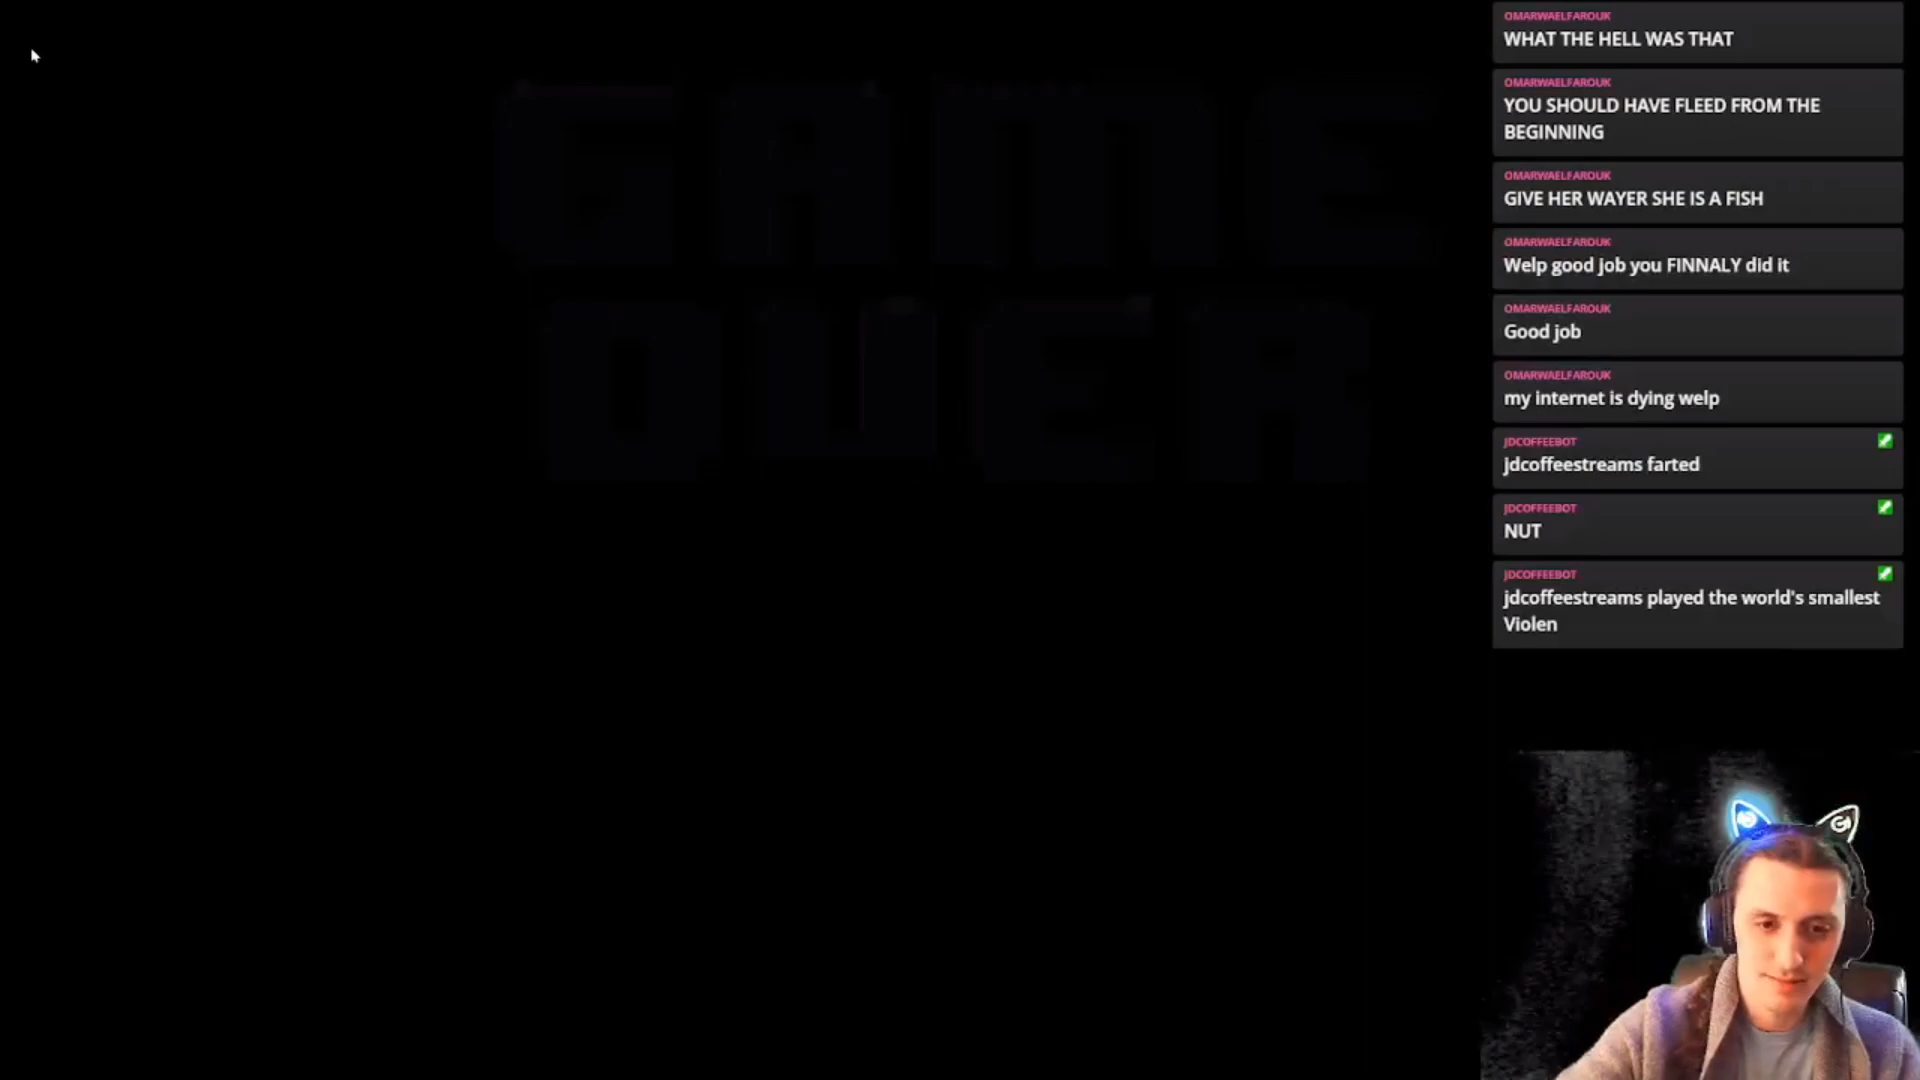 GAME
OVER
OMARWAELFAROUK
WHAT THE HELL WAS THAT
OMARWAELFAROUK
YOU SHOULD HAVE FLEED FROM THE
BEGINNING
OMARWAELFAROUK
GIVE HER WAYER SHE IS A FISH
OMARWAELFAROUK
Welp good job you FINNALY did it
OMARWAELFAROUK
Good job
OMARWAELFAROUK
my internet is dying welp
JDCOFFEEBOT
jdcoffeestreams farted
JDCOFFEEBOT
NUT
JDCOFFEEBOT
jdcoffeestreams played the world's smallest
Violen